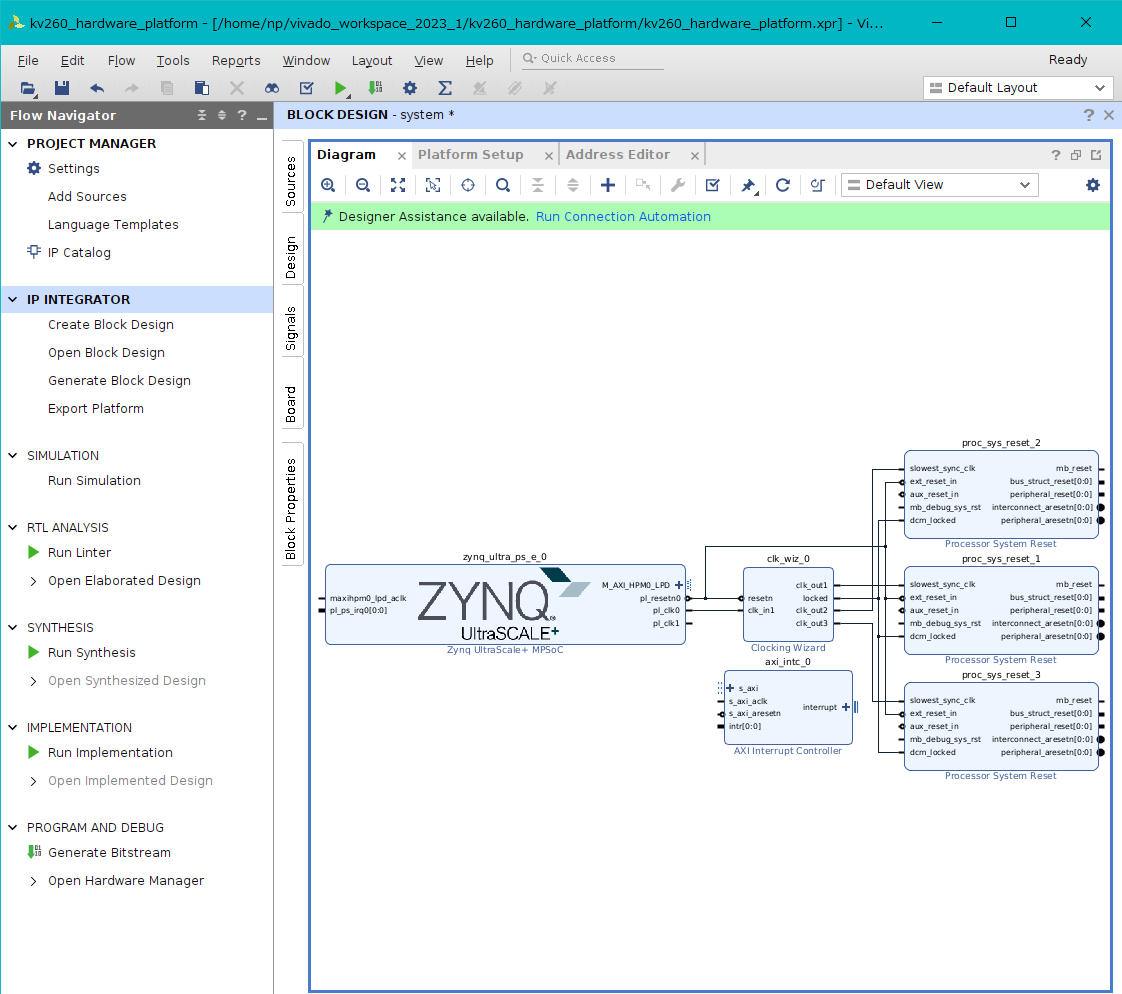 kv260_hardware_platform - [/home/np/vivado_workspace_2023_1/kv260_hardware_platform/kv260_hardware_platform.xpr] - Vi...
File Edit Flow Tools Reports Window Layout View Help Quick Access Ready
Default Layout
Flow Navigator
PROJECT MANAGER
Settings
Add Sources
Language Templates
IP Catalog
IP INTEGRATOR
Create Block Design
Open Block Design
Generate Block Design
Export Platform
SIMULATION
Run Simulation
RTL ANALYSIS
Run Linter
Open Elaborated Design
SYNTHESIS
Run Synthesis
Open Synthesized Design
IMPLEMENTATION
Run Implementation
Open Implemented Design
PROGRAM AND DEBUG
Generate Bitstream
Open Hardware Manager
BLOCK DESIGN - system *
Sources
Design
Signals
Board
Block Properties
Diagram Platform Setup Address Editor
Default View
Designer Assistance available. Run Connection Automation
zynq_ultra_ps_e_0
maxihpm0_lpd_aclk
pl_ps_irq0[0:0]
ZYNQ
UltraSCALE+
M_AXI_HPM0_LPD
pl_resetn0
pl_clk0
pl_clk1
Zynq UltraScale+ MPSoC
clk_wiz_0
resetn
clk_in1
clk_out1
locked
clk_out2
clk_out3
Clocking Wizard
axi_intc_0
s_axi
s_axi_aclk
s_axi_aresetn
intr[0:0]
interrupt
AXI Interrupt Controller
proc_sys_reset_2
slowest_sync_clk mb_reset
ext_reset_in bus_struct_reset[0:0]
aux_reset_in peripheral_reset[0:0]
mb_debug_sys_rst interconnect_aresetn[0:0]
dcm_locked peripheral_aresetn[0:0]
Processor System Reset
proc_sys_reset_1
slowest_sync_clk mb_reset
ext_reset_in bus_struct_reset[0:0]
aux_reset_in peripheral_reset[0:0]
mb_debug_sys_rst interconnect_aresetn[0:0]
dcm_locked peripheral_aresetn[0:0]
Processor System Reset
proc_sys_reset_3
slowest_sync_clk mb_reset
ext_reset_in bus_struct_reset[0:0]
aux_reset_in peripheral_reset[0:0]
mb_debug_sys_rst interconnect_aresetn[0:0]
dcm_locked peripheral_aresetn[0:0]
Processor System Reset